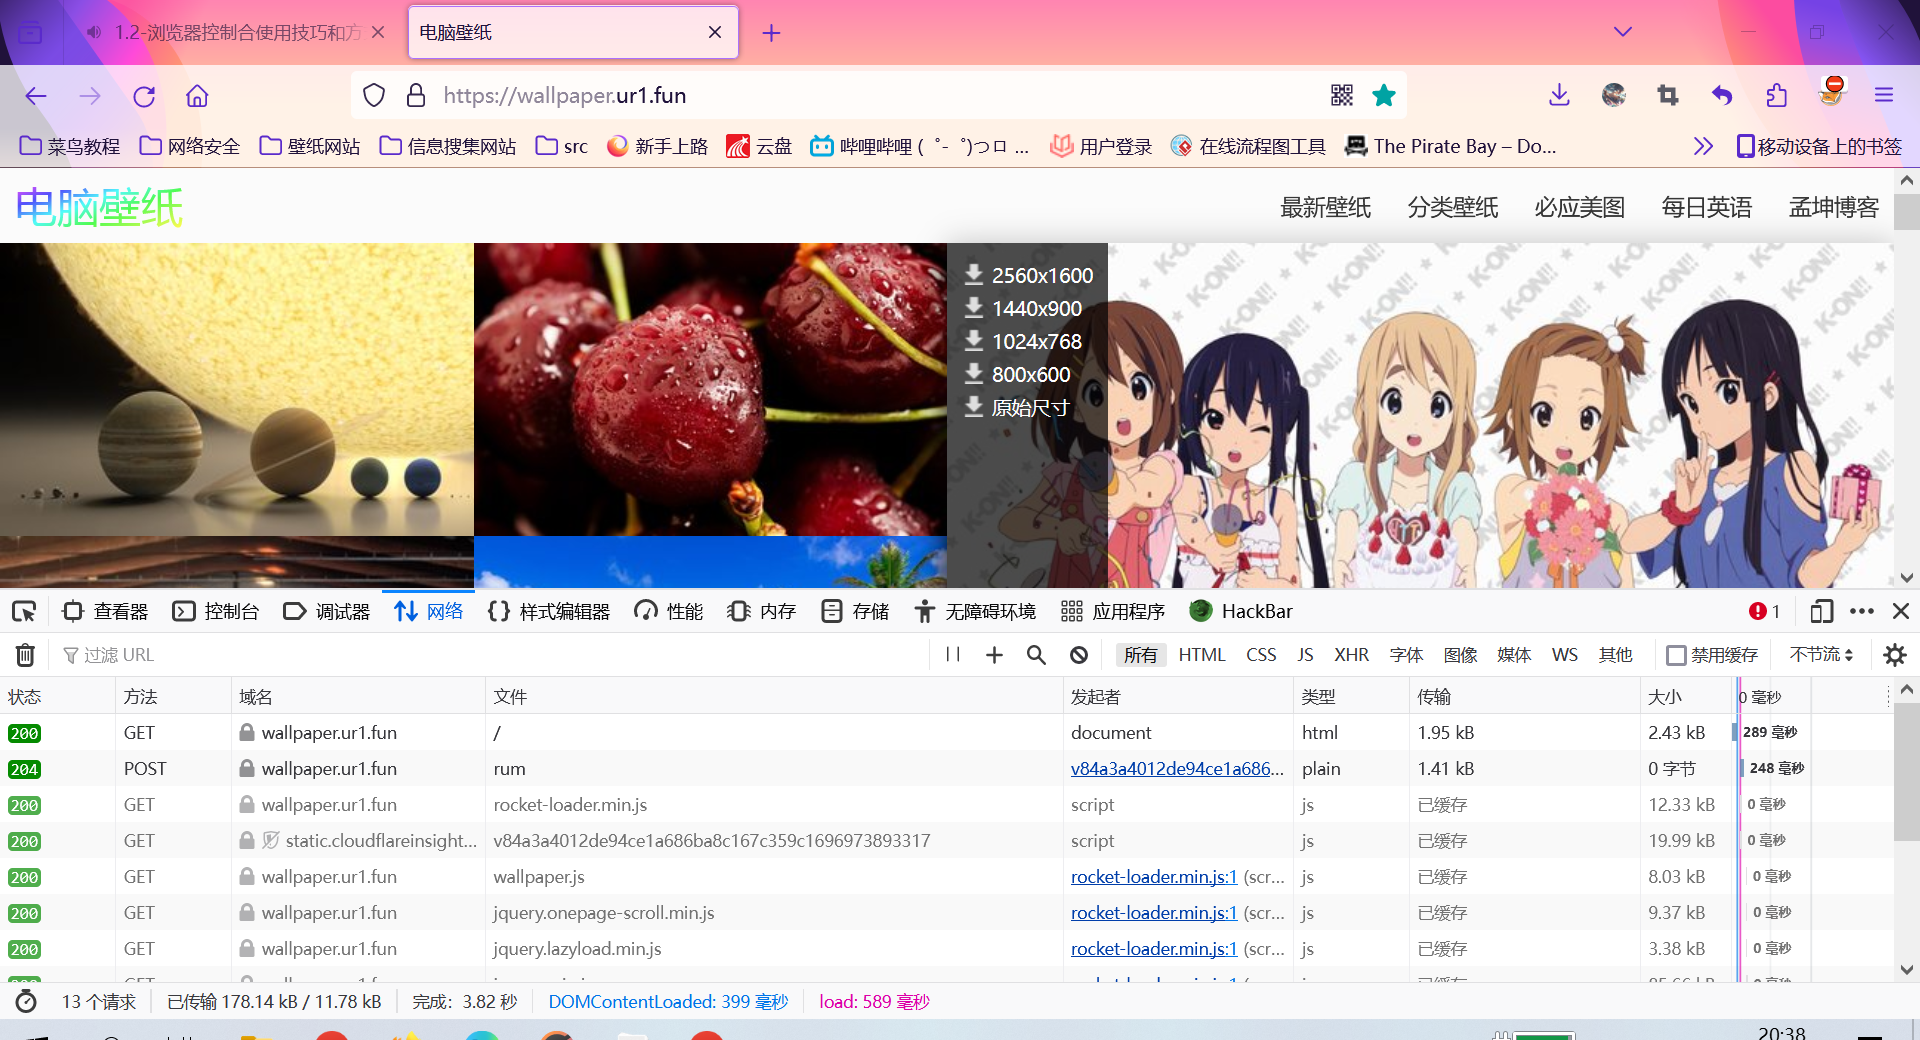 1.2-浏览器控制台使用技巧和方
电脑壁纸
https://wallpaper.ur1.fun
菜鸟教程
网络安全
壁纸网站
信息搜集网站
src
新手上路
云盘
哔哩哔哩 ( ゜- ゜)つロ ...
用户登录
在线流程图工具
The Pirate Bay – Do...
移动设备上的书签
电脑壁纸
最新壁纸 分类壁纸 必应美图 每日英语 孟坤博客
2560x1600
1440x900
1024x768
800x600
原始尺寸
K-ON!!
查看器 控制台 调试器 网络 样式编辑器 性能 内存 存储 无障碍环境 应用程序 HackBar 1
过滤 URL 所有 HTML CSS JS XHR 字体 图像 媒体 WS 其他 禁用缓存 不节流
状态 方法 域名 文件 发起者 类型 传输 大小 0 毫秒
200 GET wallpaper.ur1.fun / document html 1.95 kB 2.43 kB 289 毫秒
204 POST wallpaper.ur1.fun rum v84a3a4012de94ce1a686... plain 1.41 kB 0 字节 248 毫秒
200 GET wallpaper.ur1.fun rocket-loader.min.js script js 已缓存 12.33 kB 0 毫秒
200 GET static.cloudflareinsight... v84a3a4012de94ce1a686ba8c167c359c1696973893317 script js 已缓存 19.99 kB 0 毫秒
200 GET wallpaper.ur1.fun wallpaper.js rocket-loader.min.js:1 (scr... js 已缓存 8.03 kB 0 毫秒
200 GET wallpaper.ur1.fun jquery.onepage-scroll.min.js rocket-loader.min.js:1 (scr... js 已缓存 9.37 kB 0 毫秒
200 GET wallpaper.ur1.fun jquery.lazyload.min.js rocket-loader.min.js:1 (scr... js 已缓存 3.38 kB 0 毫秒
13 个请求 已传输 178.14 kB / 11.78 kB 完成: 3.82 秒 DOMContentLoaded: 399 毫秒 load: 589 毫秒
20:38